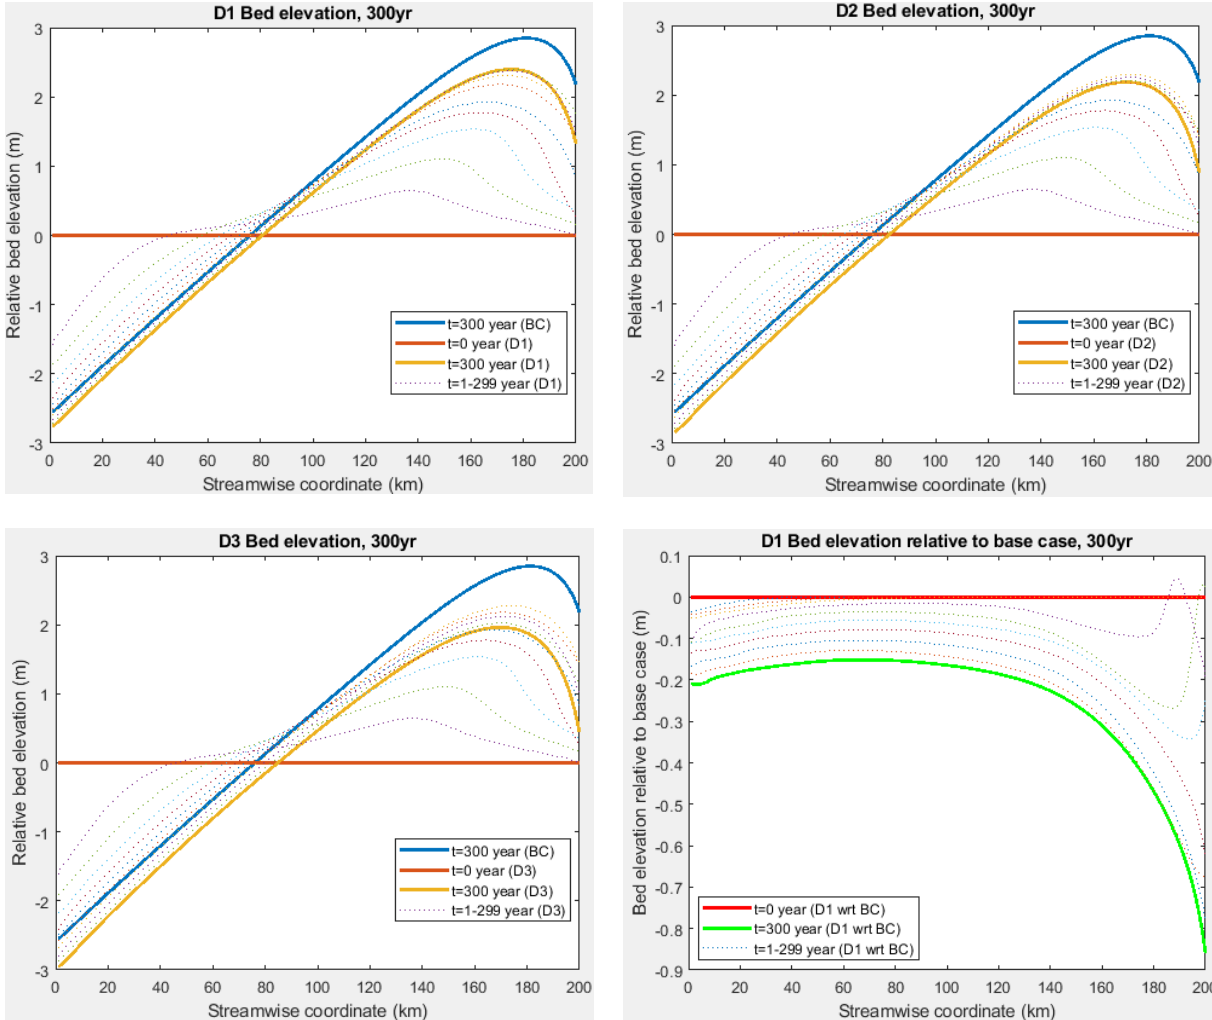 D1 Bed elevation, 300yr
Relative bed elevation (m)
3
2
1
0
-1
-2
-3
t=300 year (BC)
t=0 year (D1)
t=300 year (D1)
t=1-299 year (D1)
0 20 40 60 80 100 120 140 160 180 200
Streamwise coordinate (km)
D2 Bed elevation, 300yr
Relative bed elevation (m)
3
2
1
0
-1
-2
-3
t=300 year (BC)
t=0 year (D2)
t=300 year (D2)
t=1-299 year (D2)
0 20 40 60 80 100 120 140 160 180 200
Streamwise coordinate (km)
D3 Bed elevation, 300yr
Relative bed elevation (m)
3
2
1
0
-1
-2
-3
t=300 year (BC)
t=0 year (D3)
t=300 year (D3)
t=1-299 year (D3)
0 20 40 60 80 100 120 140 160 180 200
Streamwise coordinate (km)
D1 Bed elevation relative to base case, 300yr
Bed elevation relative to base case (m)
0.1
0
-0.1
-0.2
-0.3
-0.4
-0.5
-0.6
-0.7
-0.8
-0.9
t=0 year (D1 wrt BC)
t=300 year (D1 wrt BC)
t=1-299 year (D1 wrt BC)
0 20 40 60 80 100 120 140 160 180 200
Streamwise coordinate (km)